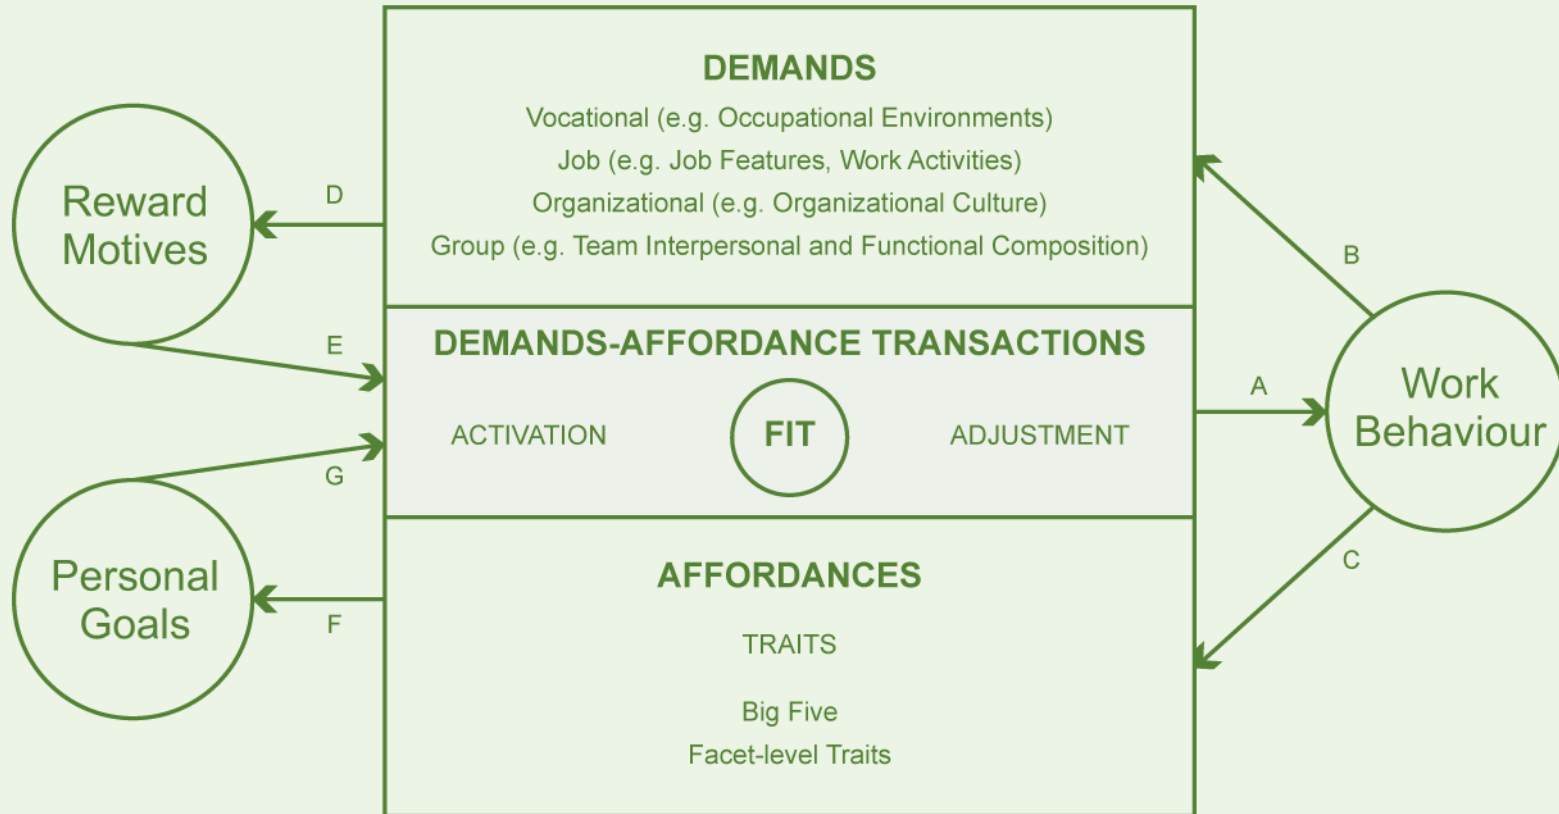 DEMANDS
Vocational (e.g. Occupational Environments)
Job (e.g. Job Features, Work Activities)
Organizational (e.g. Organizational Culture)
Group (e.g. Team Interpersonal and Functional Composition)
Reward
Motives
D
B
E
DEMANDS-AFFORDANCE TRANSACTIONS
ACTIVATION
FIT
ADJUSTMENT
A
Work
Behaviour
G
Personal
Goals
F
C
AFFORDANCES
TRAITS
Big Five
Facet-level Traits